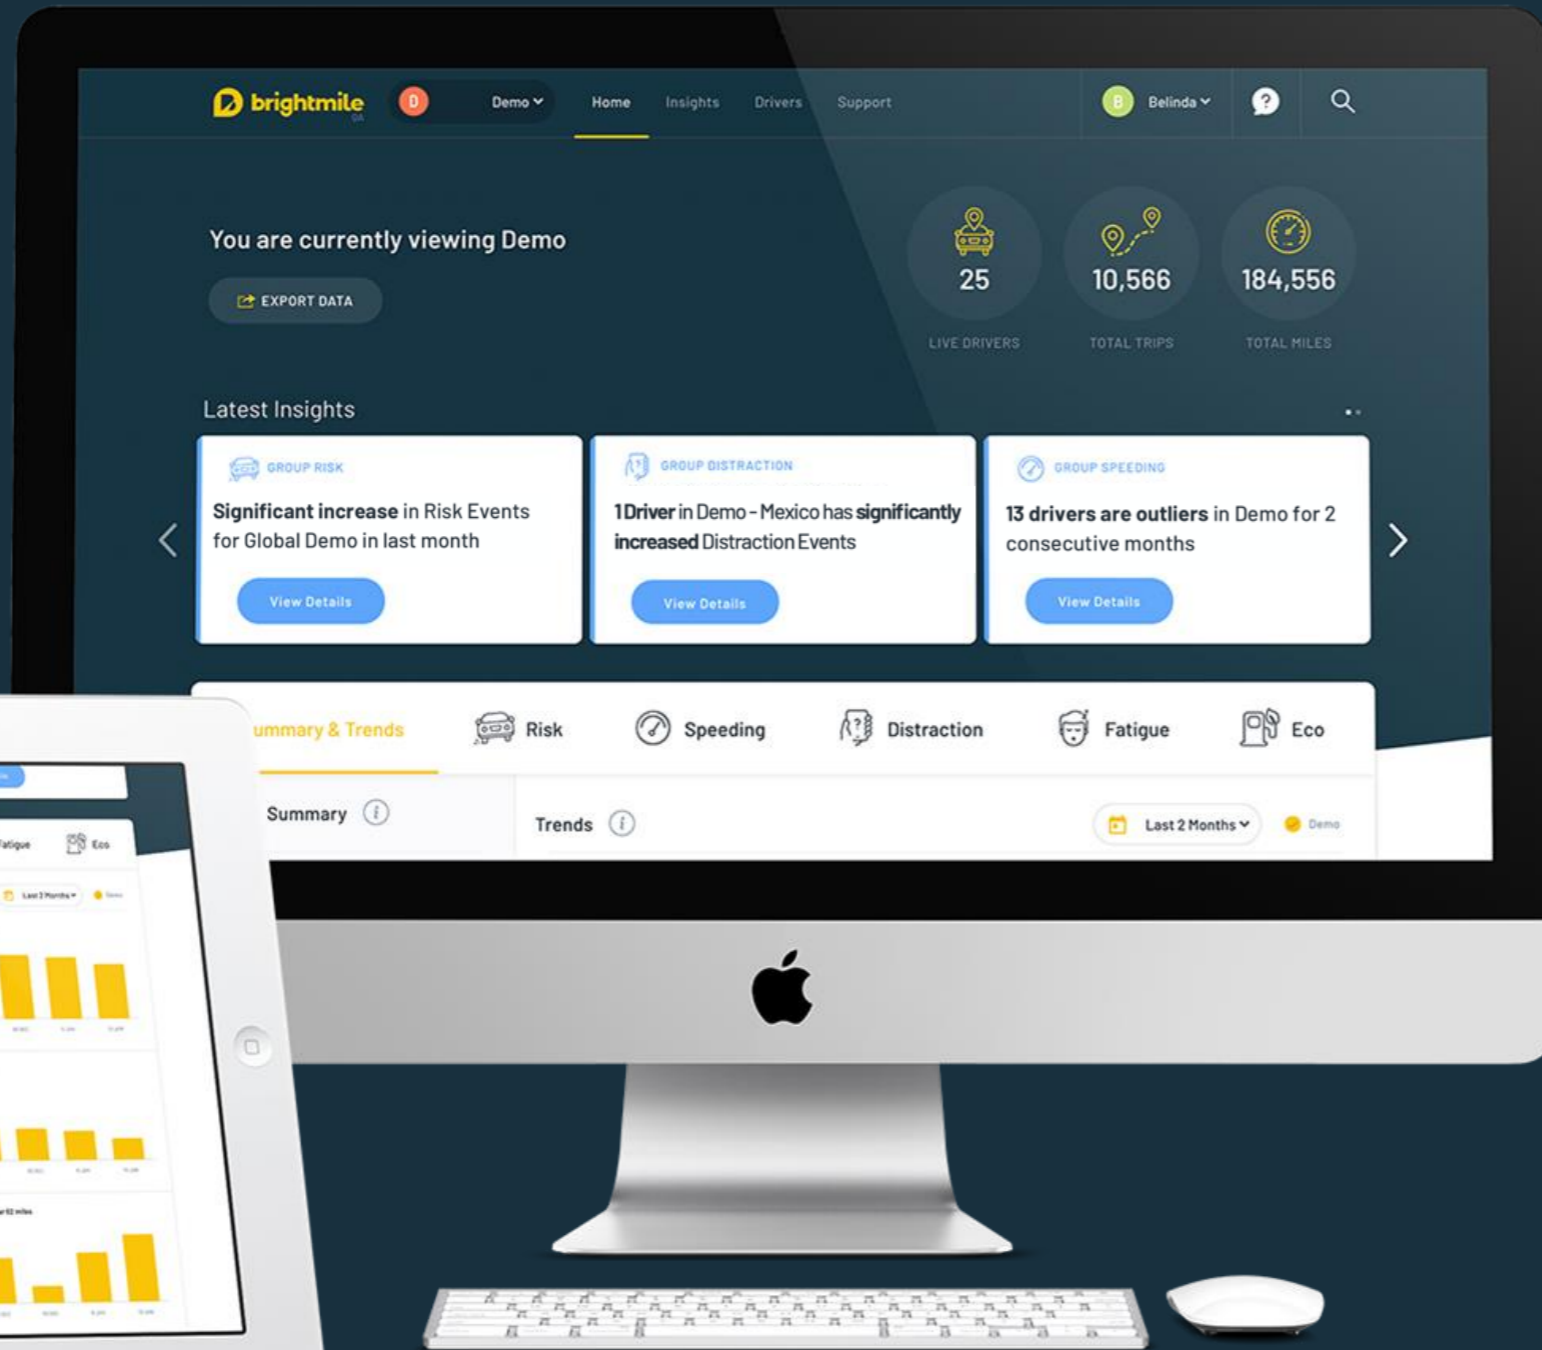 brightmile
QA
D
Demo
Home
Insights
Drivers
Support
B
Belinda
?
You are currently viewing Demo
EXPORT DATA
25
LIVE DRIVERS
10,566
TOTAL TRIPS
184,556
TOTAL MILES
Latest Insights
GROUP RISK
Significant increase in Risk Events
for Global Demo in last month
View Details
GROUP DISTRACTION
1 Driver in Demo - Mexico has significantly
increased Distraction Events
View Details
GROUP SPEEDING
13 drivers are outliers in Demo for 2
consecutive months
View Details
ummary & Trends
Risk
Speeding
Distraction
Fatigue
Eco
Summary
Trends
Last 2 Months
Demo
atigue
Eco
Demo